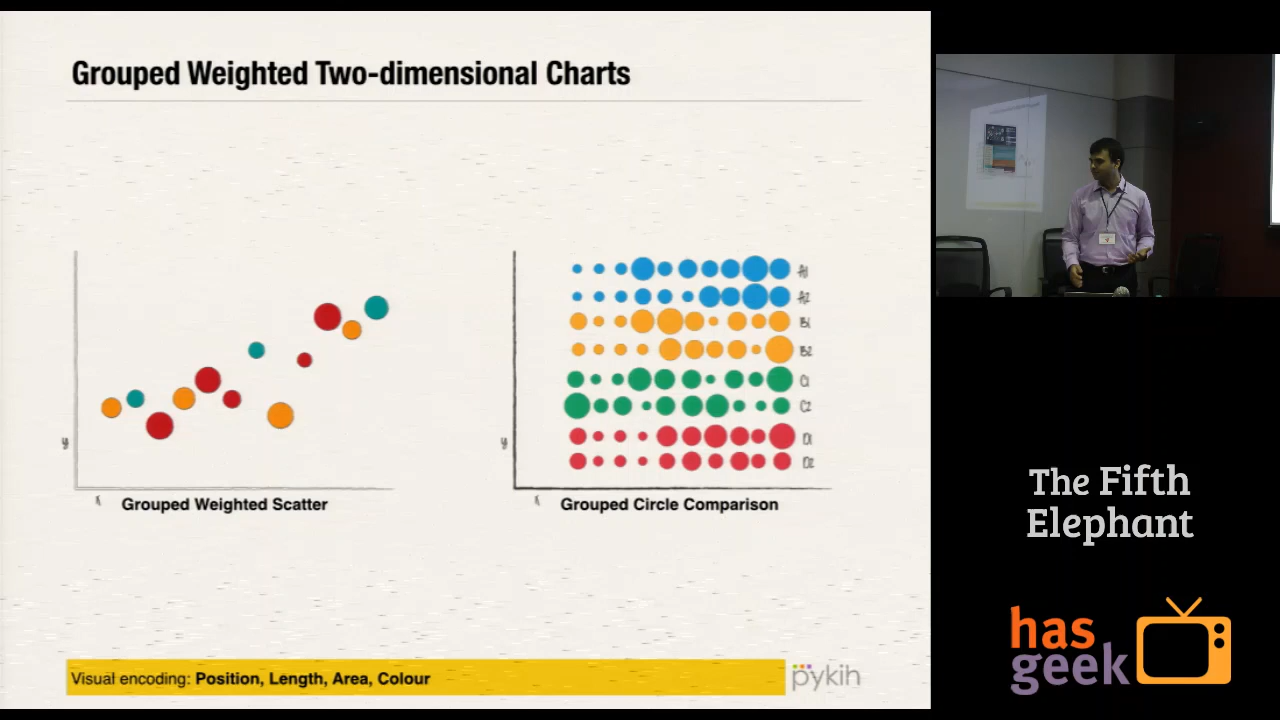 Grouped Weighted Two-dimensional Charts
A1
A2
B1
B2
C1
C2
D1
D2
y
y
Grouped Weighted Scatter
Grouped Circle Comparison
Visual encoding: Position, Length, Area, Colour
pykih
The Fifth
Elephant
has
geek